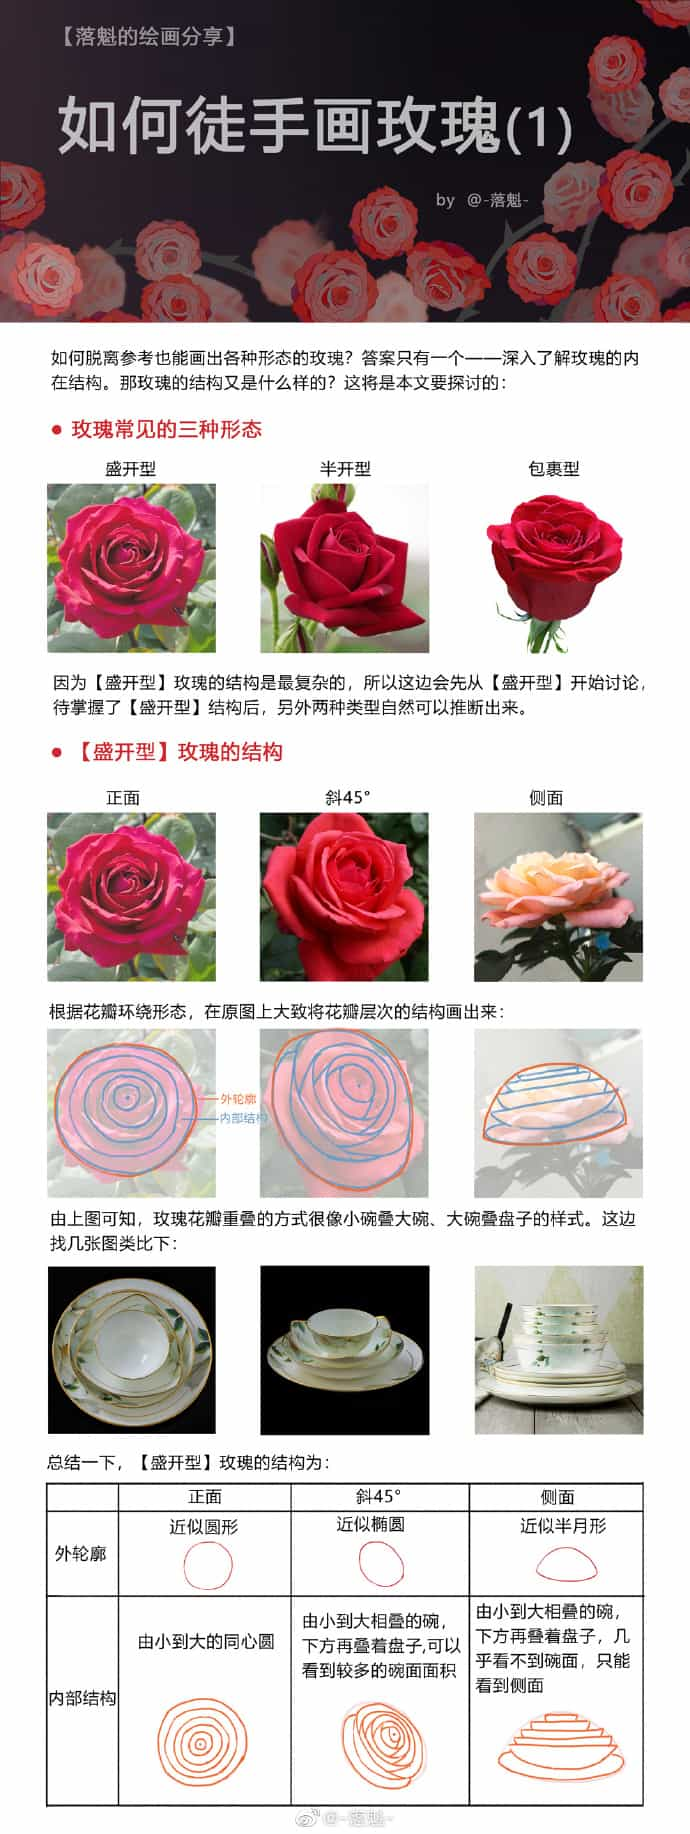 【落魁的绘画分享】
如何徒手画玫瑰(1)
by @-落魁-
如何脱离参考也能画出各种形态的玫瑰？答案只有一个——深入了解玫瑰的内
在结构。那玫瑰的结构又是什么样的？这将是本文要探讨的：
● 玫瑰常见的三种形态
盛开型 半开型 包裹型
因为【盛开型】玫瑰的结构是最复杂的，所以这边会先从【盛开型】开始讨论，
待掌握了【盛开型】结构后，另外两种类型自然可以推断出来。
● 【盛开型】玫瑰的结构
正面 斜45° 侧面
根据花瓣环绕形态，在原图上大致将花瓣层次的结构画出来：
外轮廓
内部结构
由上图可知，玫瑰花瓣重叠的方式很像小碗叠大碗、大碗叠盘子的样式。这边
找几张图类比下：
总结一下，【盛开型】玫瑰的结构为：
正面 斜45° 侧面
外轮廓
近似圆形
近似椭圆
近似半月形
内部结构
由小到大的同心圆
由小到大相叠的碗，
下方再叠着盘子,可以
看到较多的碗面面积
由小到大相叠的碗，
下方再叠着盘子，几
乎看不到碗面，只能
看到侧面
@-落魁-